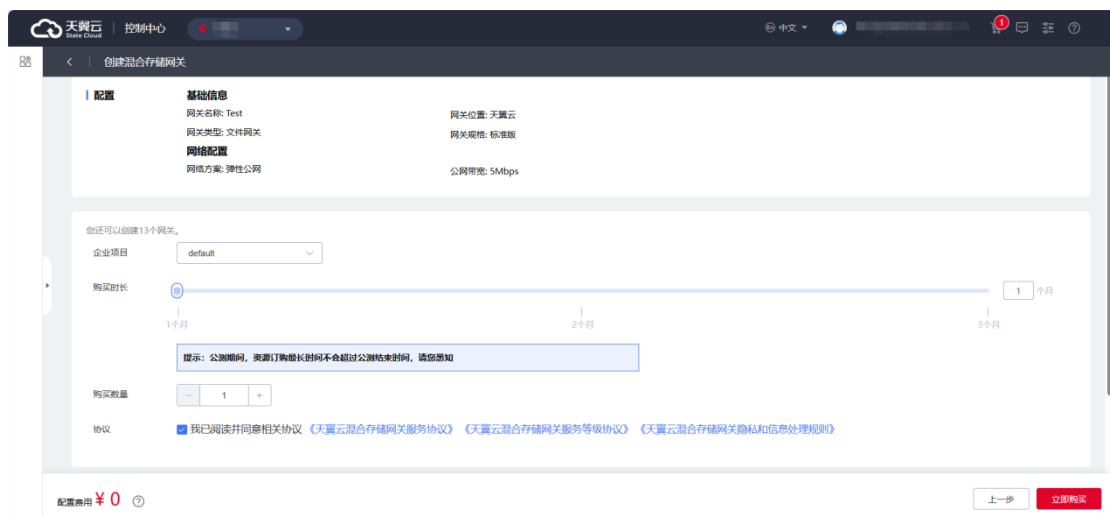 天翼云 State Cloud 控制中心 中文 1
创建混合存储网关
配置 基础信息
网关名称: Test 网关位置: 天翼云
网关类型: 文件网关 网关规格: 标准版
网络配置
网络方案: 弹性公网 公网带宽: 5Mbps
您还可以创建13个网关。
企业项目 default
购买时长 1 个月
1个月 2个月 3个月
提示：公测期间，资源订购最长时间不会超过公测结束时间，请您悉知
购买数量 － 1 +
协议 我已阅读并同意相关协议 《天翼云混合存储网关服务协议》 《天翼云混合存储网关服务等级协议》 《天翼云混合存储网关隐私和信息处理规则》
配置费用 ¥ 0 上一步 立即购买